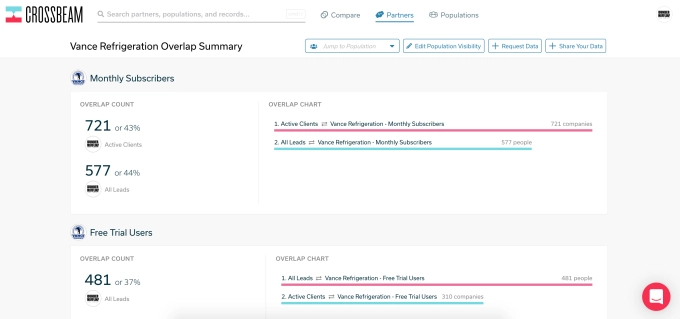 CROSSBEAM
Search partners, populations, and records...
Compare
Partners
Populations
Vance Refrigeration Overlap Summary
Jump to Population
Edit Population Visibility
Request Data
Share Your Data
Monthly Subscribers
OVERLAP COUNT
721 or 43%
Active Clients
577 or 44%
All Leads
OVERLAP CHART
1. Active Clients ⇄ Vance Refrigeration - Monthly Subscribers
721 companies
2. All Leads ⇄ Vance Refrigeration - Monthly Subscribers
577 people
Free Trial Users
OVERLAP COUNT
481 or 37%
All Leads
OVERLAP CHART
1. All Leads ⇄ Vance Refrigeration - Free Trial Users
481 people
2. Active Clients ⇄ Vance Refrigeration - Free Trial Users
310 companies